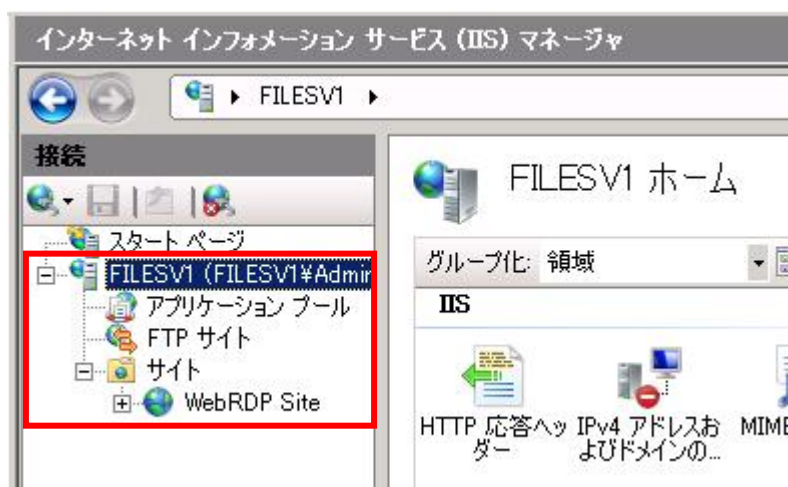 インターネット インフォメーション サービス (IIS) マネージャ
FILESV1
接続
スタート ページ
FILESV1 (FILESV1¥Admin
アプリケーション プール
FTP サイト
サイト
WebRDP Site
FILESV1 ホーム
グループ化: 領域
IIS
HTTP 応答ヘッ
ダー
IPv4 アドレスお
よびドメインの...
MIME